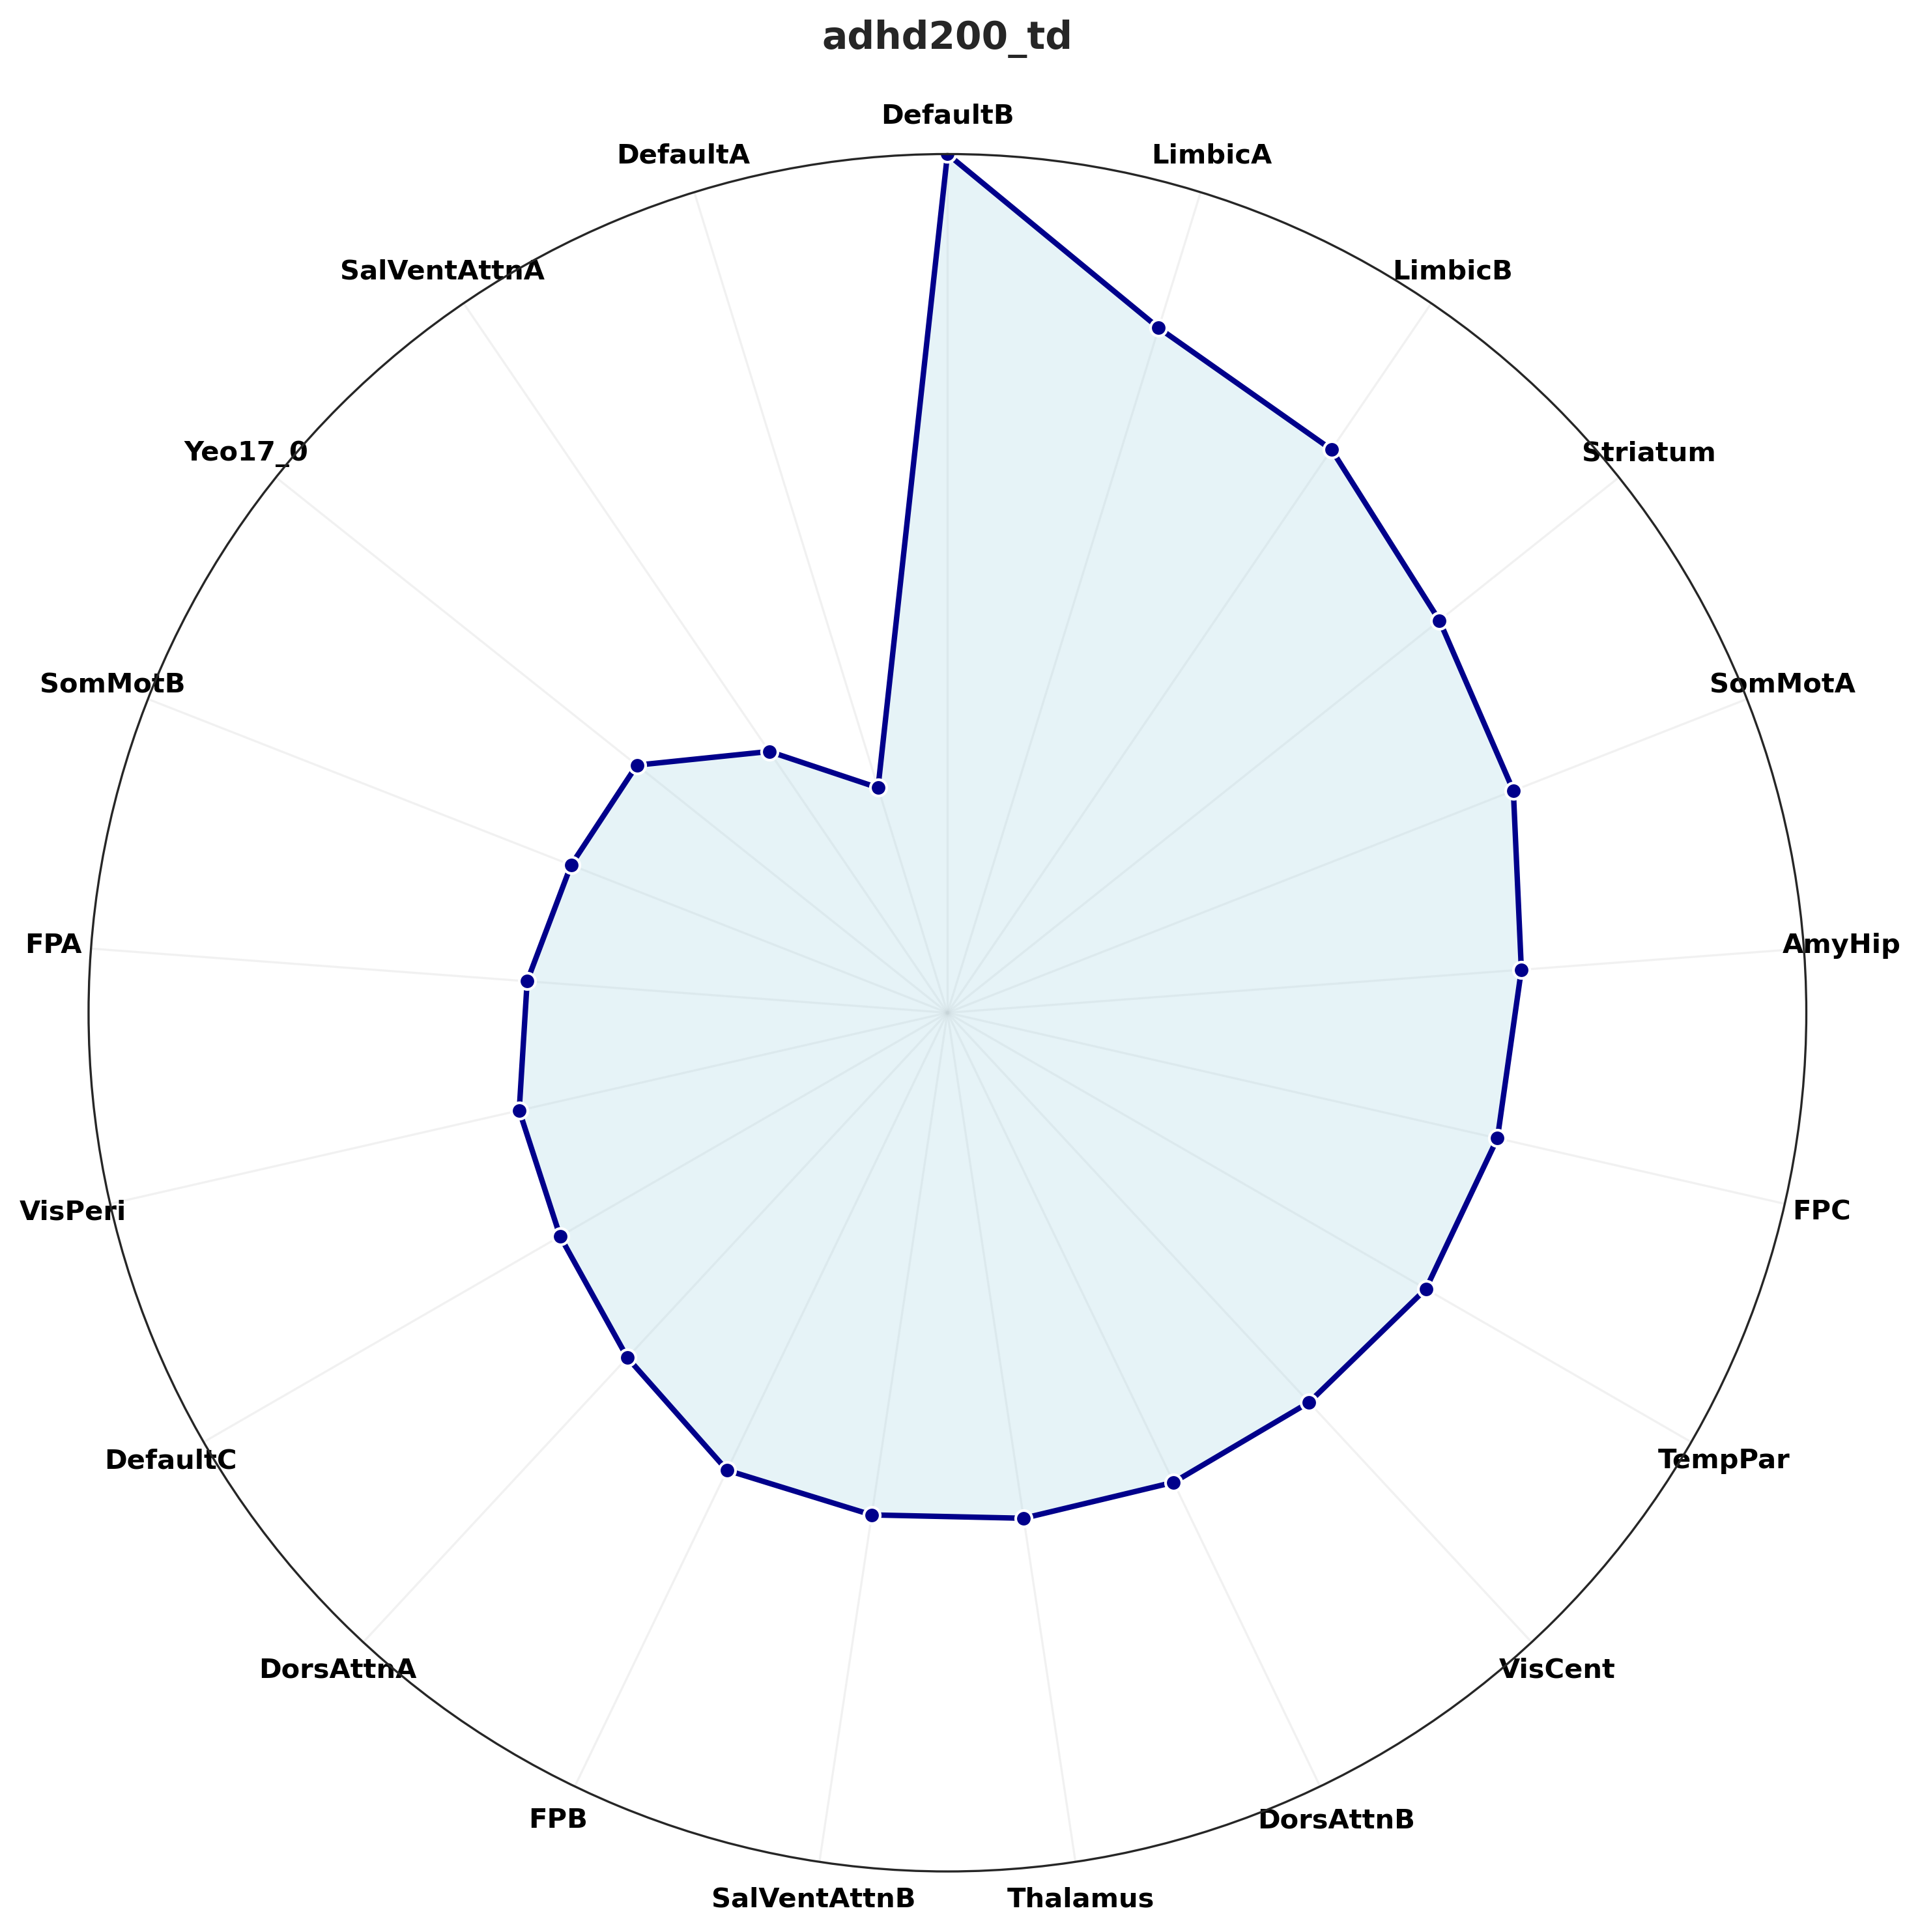 adhd200_td
DefaultB
DefaultA
LimbicA
SalVentAttnA
LimbicB
Yeo17_0
Striatum
SomMotB
SomMotA
FPA
AmyHip
VisPeri
FPC
DefaultC
TempPar
DorsAttnA
VisCent
FPB
DorsAttnB
SalVentAttnB
Thalamus